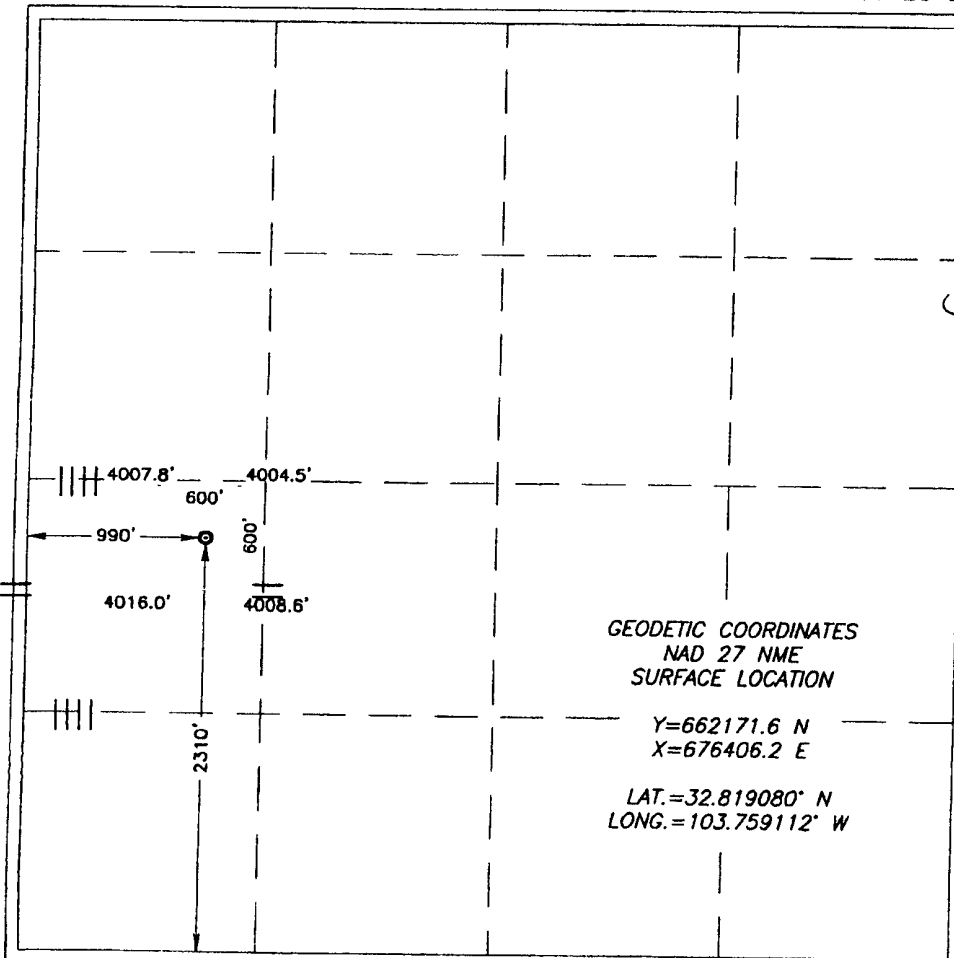 4007.8' 4004.5'
600'
990'
600'
4016.0' 4008.6'
2310'
GEODETIC COORDINATES
NAD 27 NME
SURFACE LOCATION
Y=662171.6 N
X=676406.2 E
LAT.=32.819080° N
LONG.=103.759112° W